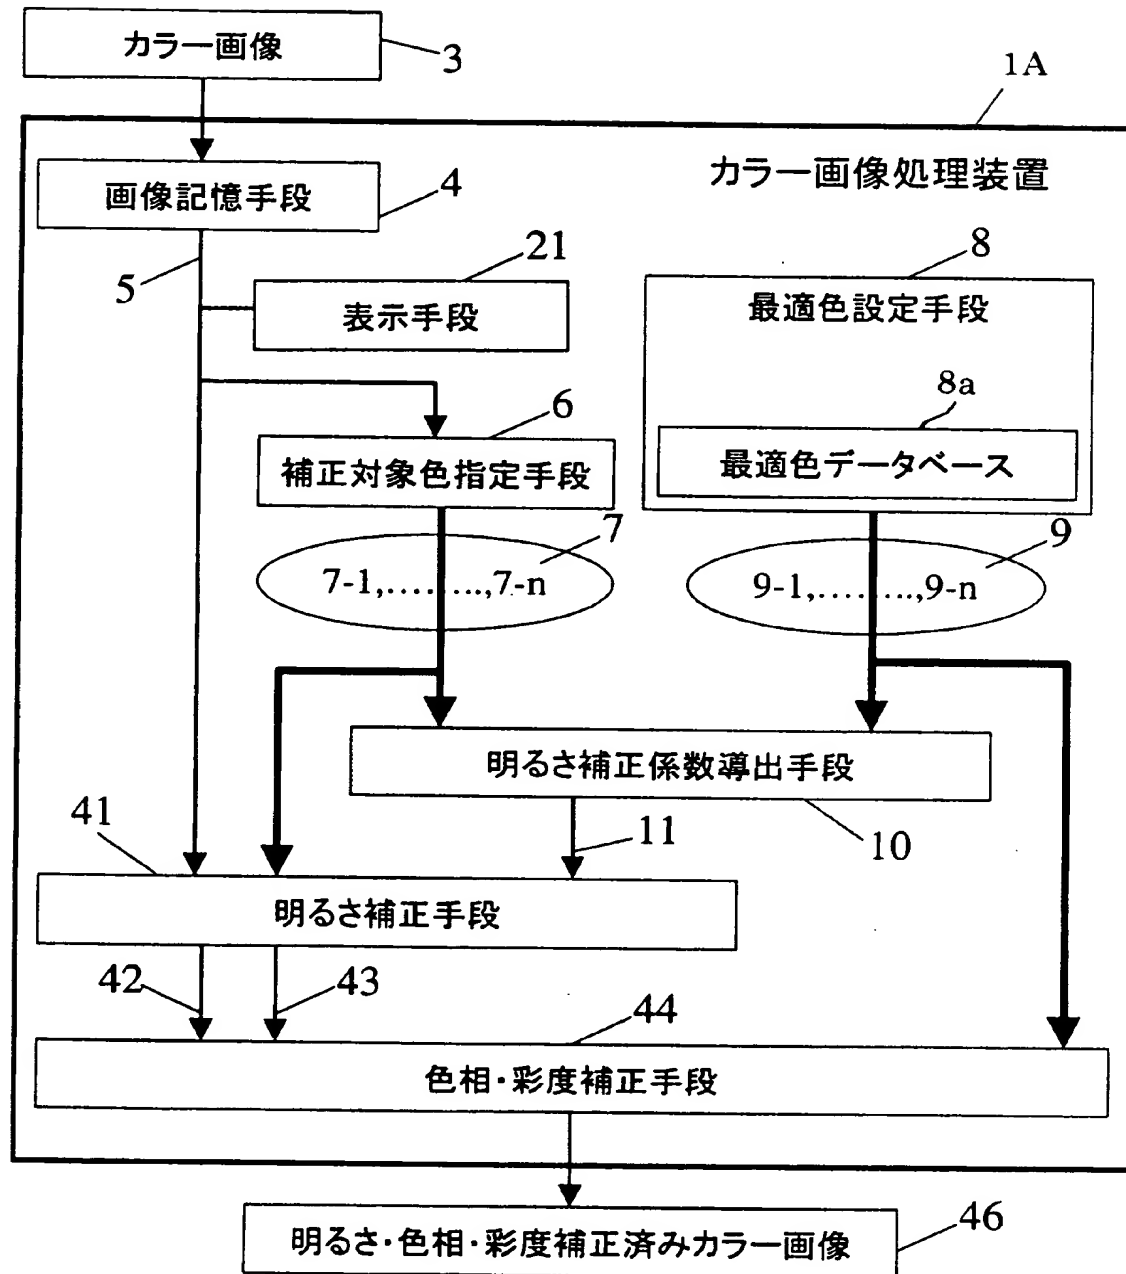 カラー画像
3
1A
カラー画像処理装置
画像記憶手段
4
5
21
表示手段
8
最適色設定手段
8a
最適色データベース
6
補正対象色指定手段
7
7-1,........,7-n
9
9-1,........,9-n
明るさ補正係数導出手段
10
11
41
明るさ補正手段
42
43
44
色相・彩度補正手段
明るさ・色相・彩度補正済みカラー画像
46